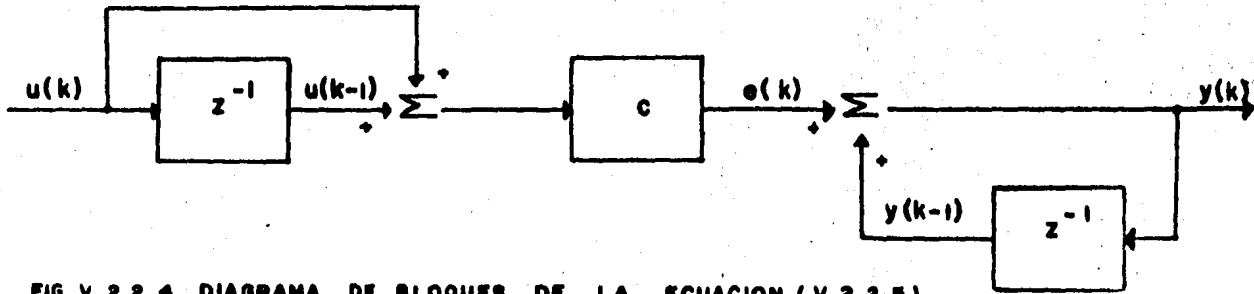 u(k)
z⁻¹
u(k-1)
+
Σ
+
c
e(k)
+
Σ
+
y(k)
y(k-1)
z⁻¹
FIG. V.2.2.4. DIAGRAMA DE BLOQUES DE LA ECUACION (V.2.2.5)